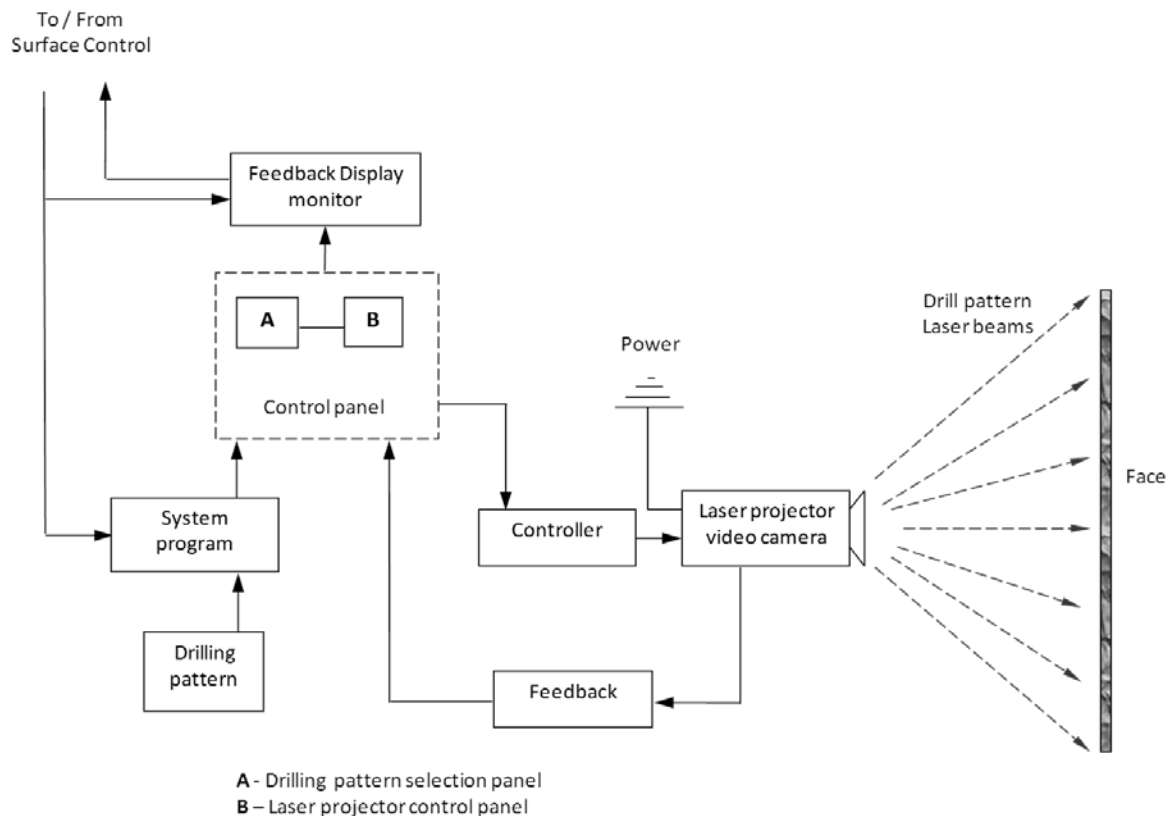 To / From
Surface Control
Feedback Display
monitor
A
B
Control panel
Power
Drill pattern
Laser beams
Face
System
program
Controller
Laser projector
video camera
Drilling
pattern
Feedback
A - Drilling pattern selection panel
B – Laser projector control panel